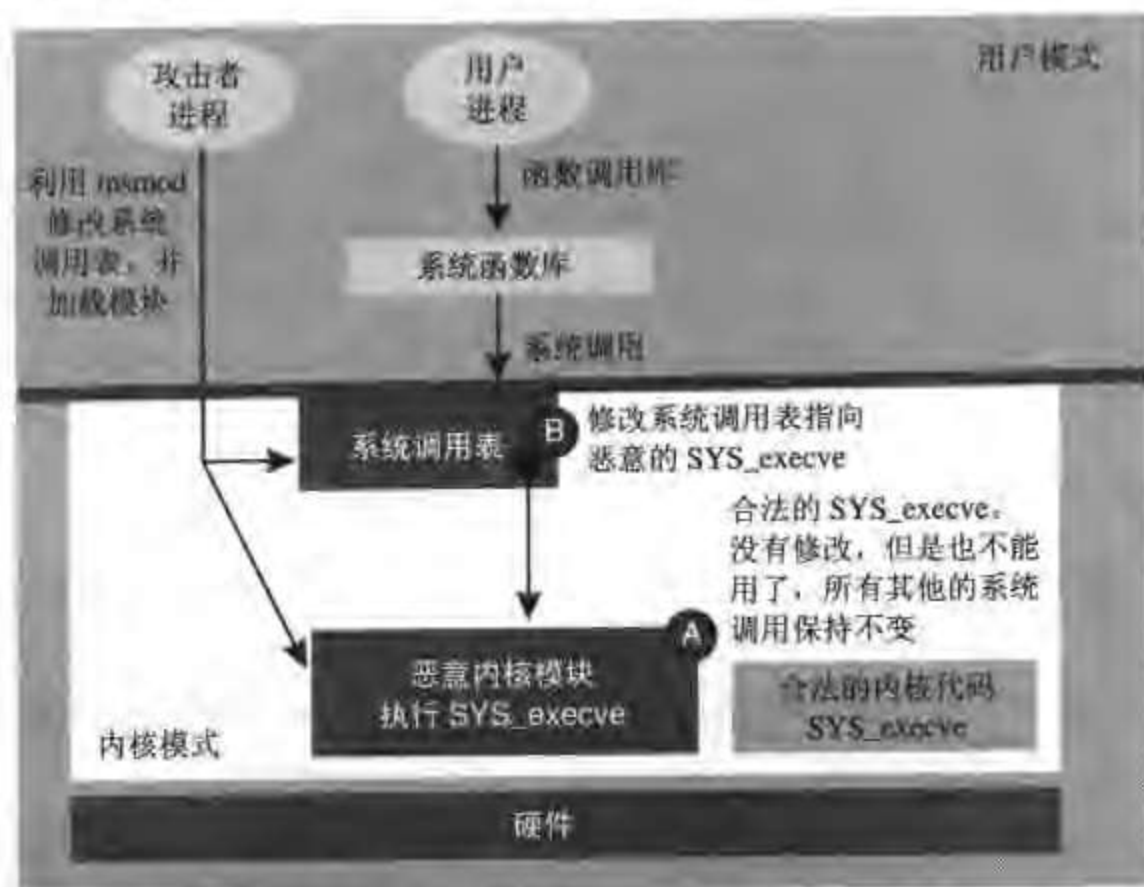 用户模式
攻击者
进程
用户
进程
利用 insmod
修改系统
调用表，并
加载模块
函数调用库
系统函数库
系统调用
系统调用表
B
修改系统调用表指向
恶意的 SYS_execve
合法的 SYS_execve。
没有修改，但是也不能
用了，所有其他的系统
调用保持不变
A
恶意内核模块
执行 SYS_execve
合法的内核代码
SYS_execve
内核模式
硬件